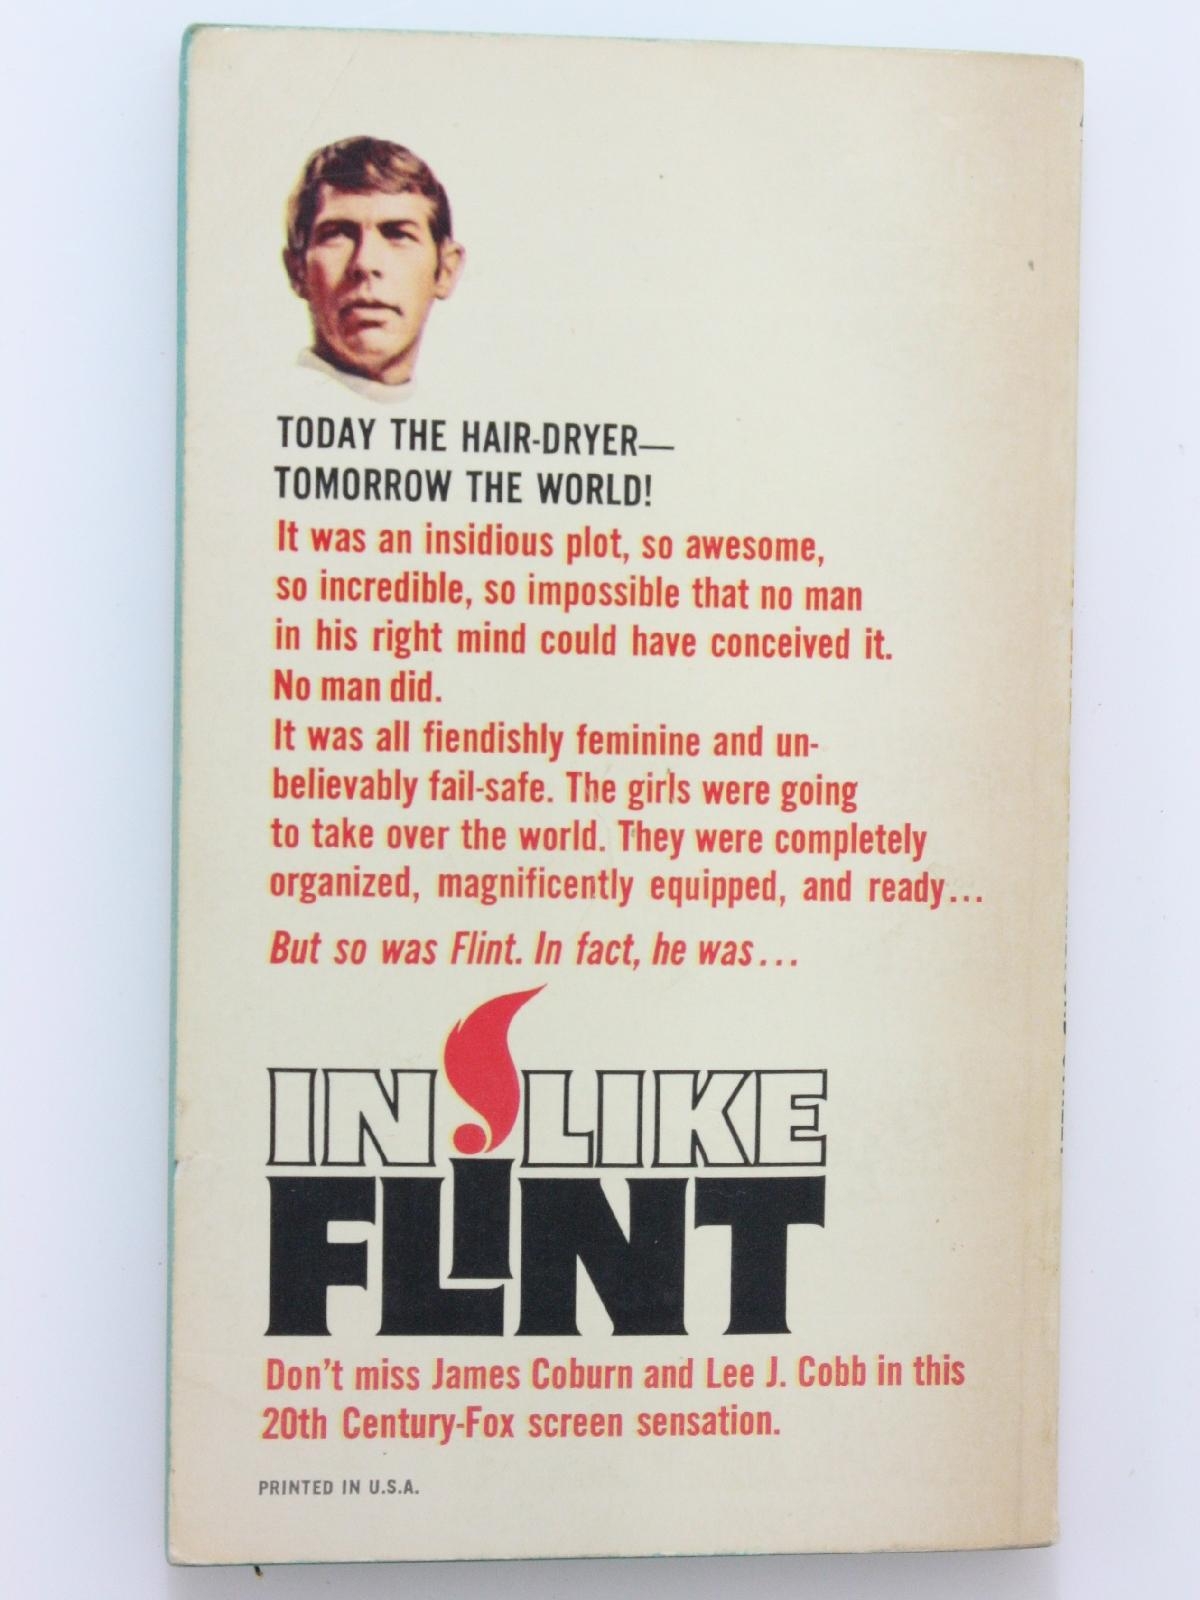 TODAY THE HAIR-DRYER—
TOMORROW THE WORLD!
It was an insidious plot, so awesome,
so incredible, so impossible that no man
in his right mind could have conceived it.
No man did.
It was all fiendishly feminine and un-
believably fail-safe. The girls were going
to take over the world. They were completely
organized, magnificently equipped, and ready...
But so was Flint. In fact, he was...
IN LIKE
FLINT
Don't miss James Coburn and Lee J. Cobb in this
20th Century-Fox screen sensation.
PRINTED IN U.S.A.